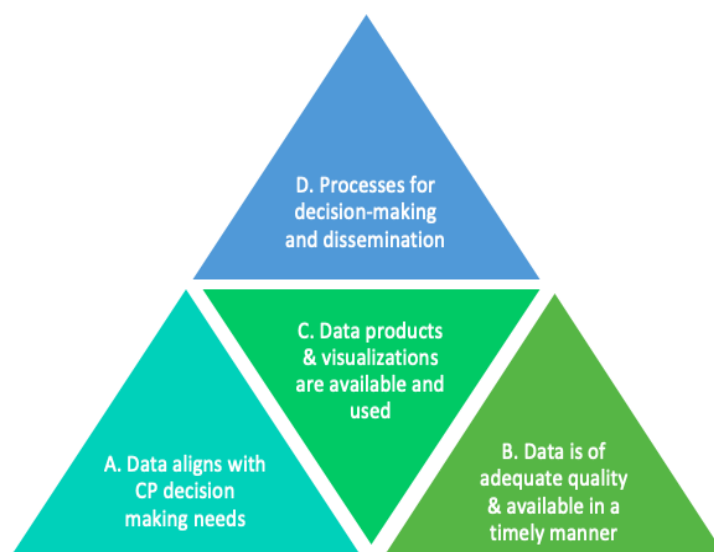 D. Processes for
decision-making
and dissemination
C. Data products
& visualizations
are available and
used
A. Data aligns with
CP decision
making needs
B. Data is of
adequate quality
& available in a
timely manner